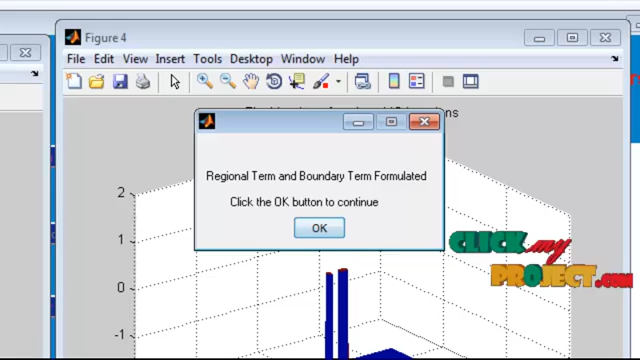 Figure 4
File Edit View Insert Tools Desktop Window Help
Regional Term and Boundary Term Formulated
Click the OK button to continue
OK
2
1
0
-1
CLICK my
PROJECT.com